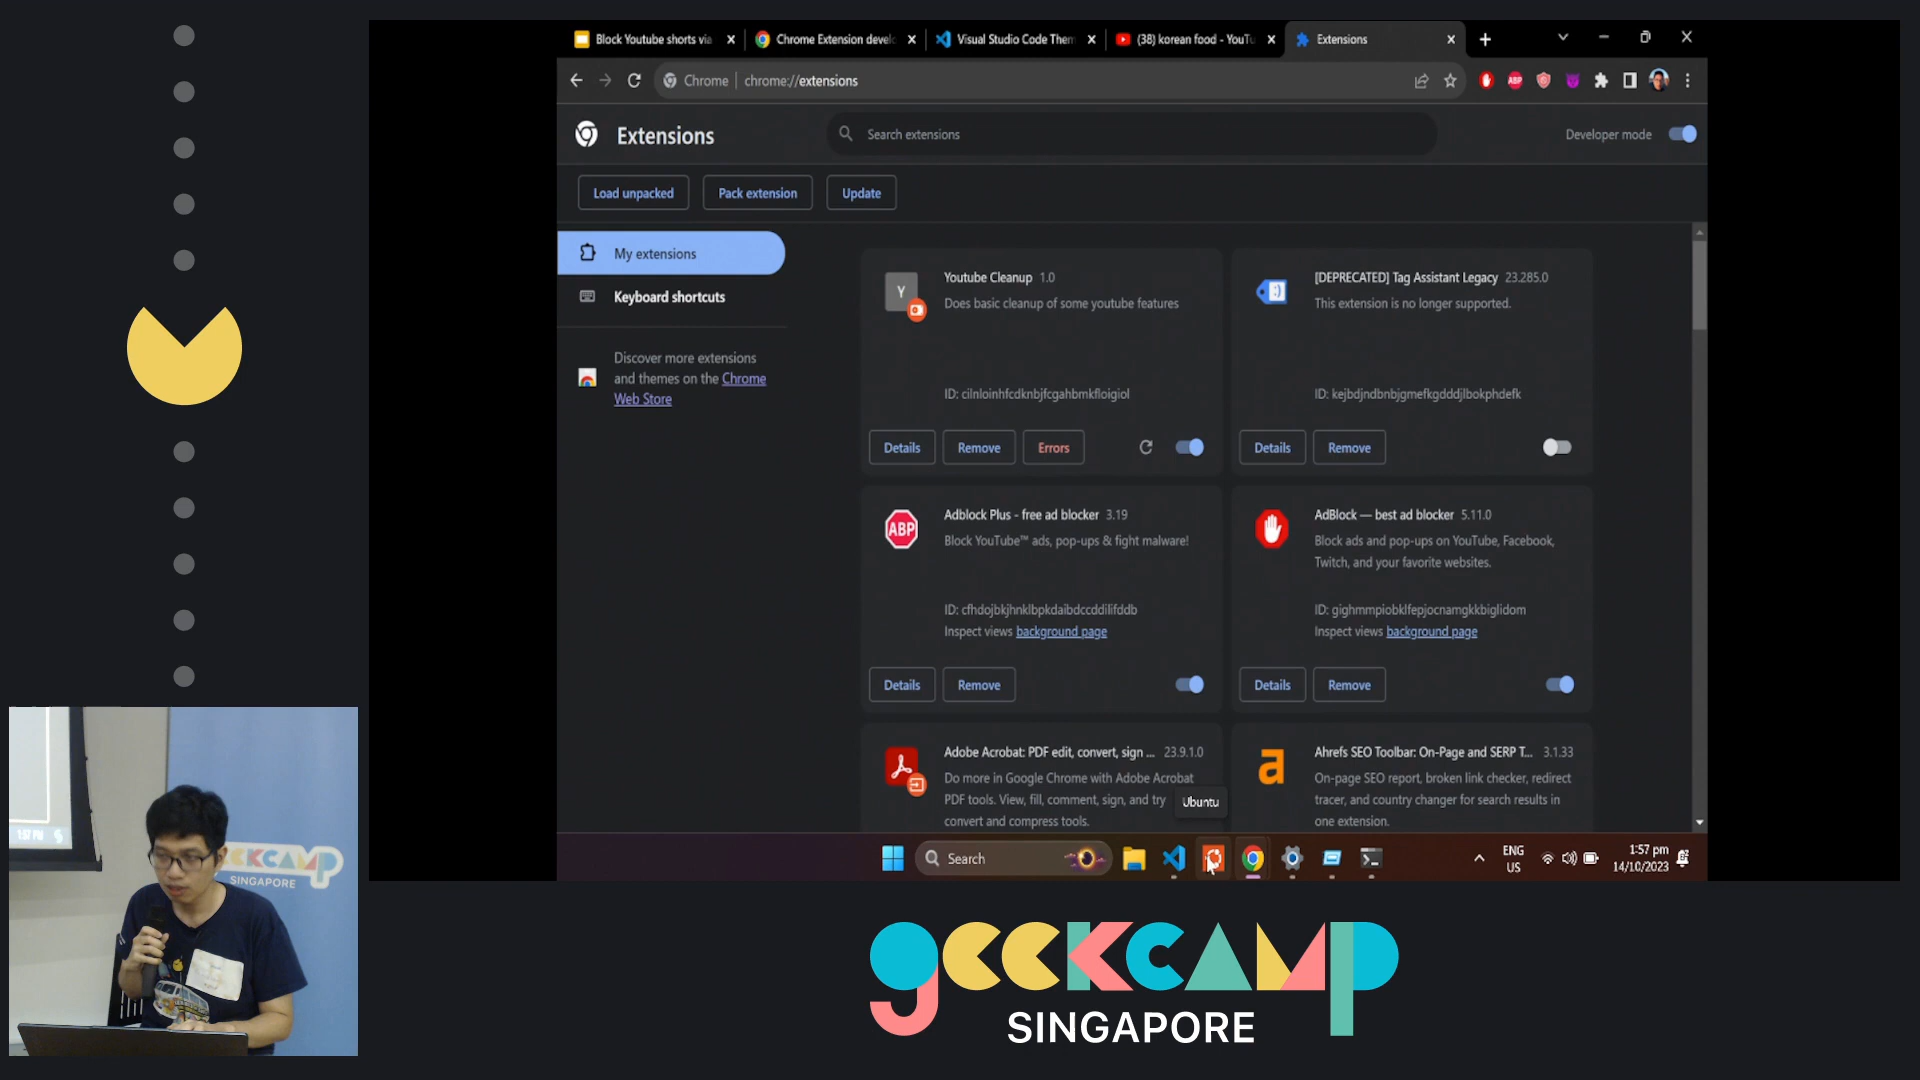 Block Youtube shorts via
Chrome Extension devel
Visual Studio Code Them
(38) korean food - YouTu
Extensions
Chrome
chrome://extensions
ABP
Extensions
Search extensions
Developer mode
Load unpacked
Pack extension
Update
My extensions
Keyboard shortcuts
Discover more extensions
and themes on the Chrome
Web Store
Y
Youtube Cleanup 1.0
Does basic cleanup of some youtube features
ID: cilnloinhfcdknbjfcgahbmkfloigiol
Details
Remove
Errors
[DEPRECATED] Tag Assistant Legacy 23.285.0
This extension is no longer supported.
ID: kejbdjndbnbjgmefkgdddjlbokphdefk
Details
Remove
ABP
Adblock Plus - free ad blocker 3.19
Block YouTube™ ads, pop-ups & fight malware!
ID: cfhdojbkjhnklbpkdaibdccddilifddb
Inspect views background page
Details
Remove
AdBlock — best ad blocker 5.11.0
Block ads and pop-ups on YouTube, Facebook,
Twitch, and your favorite websites.
ID: gighmmpiobklfepjocnamgkkbiglidom
Inspect views background page
Details
Remove
Adobe Acrobat: PDF edit, convert, sign ... 23.9.1.0
Do more in Google Chrome with Adobe Acrobat
PDF tools. View, fill, comment, sign, and try
convert and compress tools.
a
Ahrefs SEO Toolbar: On-Page and SERP T... 3.1.33
On-page SEO report, broken link checker, redirect
tracer, and country changer for search results in
one extension.
Ubuntu
Search
ENG
US
1:57 pm
14/10/2023
1:57 PM
GEEKCAMP
SINGAPORE
geekcamp
SINGAPORE